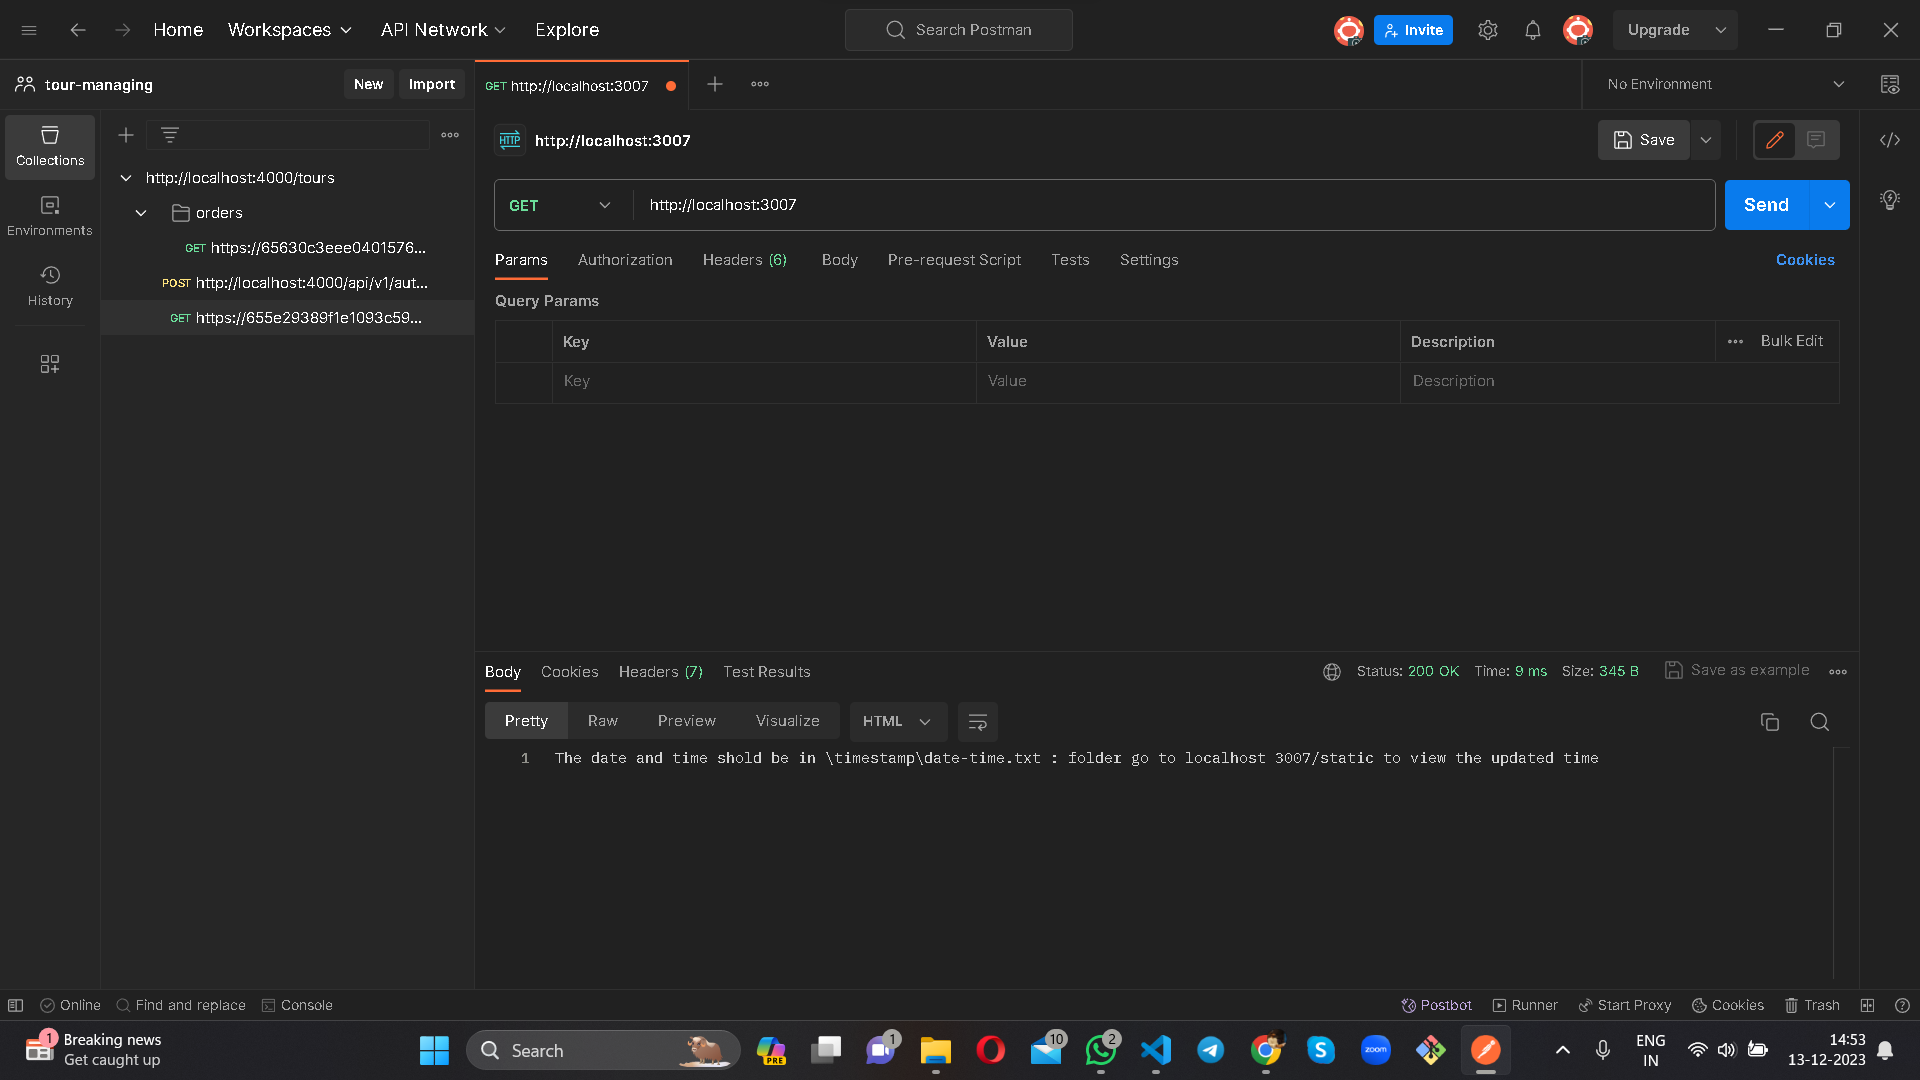 Home Workspaces API Network Explore Search Postman Invite Upgrade
tour-managing New Import GET http://localhost:3007 No Environment
HTTP http://localhost:3007 Save
Collections
http://localhost:4000/tours
GET http://localhost:3007 Send
Environments
orders
GET https://65630c3eee0401576...
Params Authorization Headers (6) Body Pre-request Script Tests Settings Cookies
History
POST http://localhost:4000/api/v1/aut...
Query Params
GET https://655e29389f1e1093c59...
Key Value Description Bulk Edit
Key Value Description
Body Cookies Headers (7) Test Results Status: 200 OK Time: 9 ms Size: 345 B Save as example
Pretty Raw Preview Visualize HTML
1 The date and time shold be in \timestamp\date-time.txt : folder go to localhost 3007/static to view the updated time
Online Find and replace Console Postbot Runner Start Proxy Cookies Trash
1 Breaking news
Get caught up
Search PRE 1 10 2 zoom
ENG
IN
14:53
13-12-2023